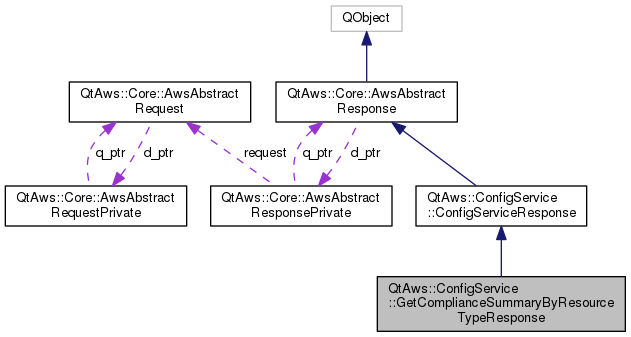 QObject
QtAws::Core::AwsAbstract
Request
QtAws::Core::AwsAbstract
Response
q_ptr
d_ptr
request
q_ptr
d_ptr
QtAws::Core::AwsAbstract
RequestPrivate
QtAws::Core::AwsAbstract
ResponsePrivate
QtAws::ConfigService
::ConfigServiceResponse
QtAws::ConfigService
::GetComplianceSummaryByResource
TypeResponse